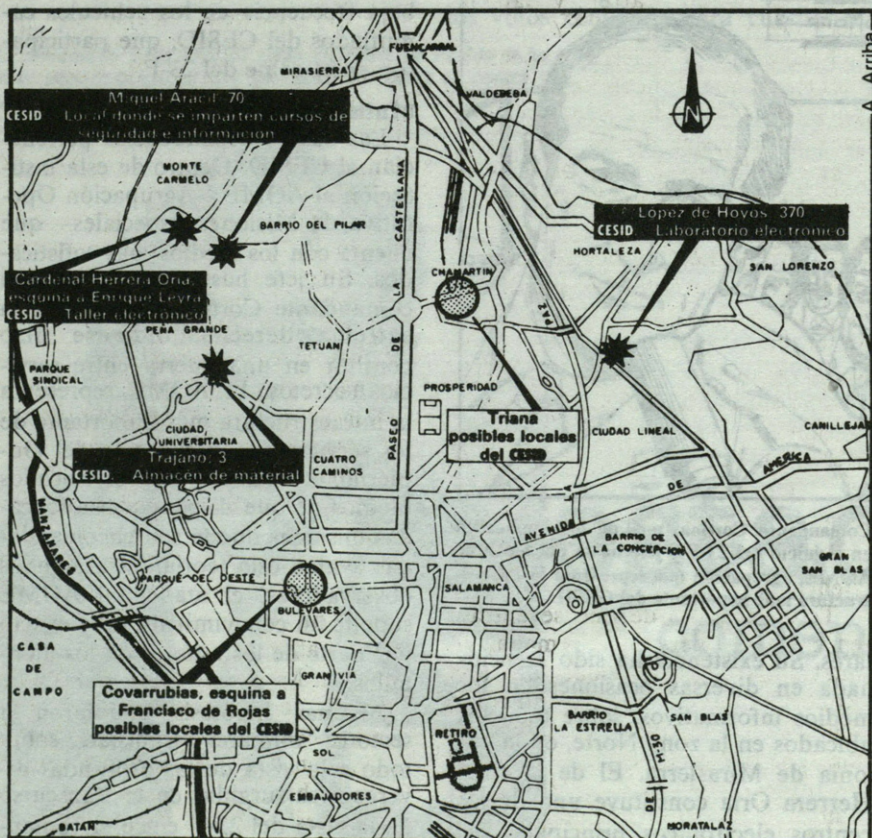 A. Arriba
FUENCARRAL
MIRASIERRA
VALDEBEBA
Miguel Aracil 70
CESID Local donde se imparten cursos de
seguridad e información
MONTE
CARMELO
BARRIO DEL PILAR
CASTELLANA
LA
DE
PASEO
N
López de Hoyos, 370
CESID Laboratorio electrónico
HORTALEZA
SAN LORENZO
CHAMARTIN
PAZ
LA
DE
Cardenal Herrera Oria,
esquina a Enrique Leyra
CESID Taller electrónico
PEÑA GRANDE
TETUAN
PARQUE
SINDICAL
PROSPERIDAD
Triana
posibles locales
del CESID
CIUDAD LINEAL
CANILLEJAS
CIUDAD
UNIVERSITARIA
Trajano, 3
CESID. Almacén de material
CUATRO
CAMINOS
AVENIDA
DE
AMERICA
MANZANARES
BARRIO DE
LA CONCEPCION
GRAN
SAN BLAS
PARQUE DEL OESTE
BULEVARES
SALAMANCA
CASA
DE
CAMPO
GRAN VIA
Covarrubias, esquina a
Francisco de Rojas
posibles locales del CESID
SOL
RETIRO
BARRIO
LA ESTRELLA
SAN BLAS
EMBAJADORES
BATAN
MORATALAZ